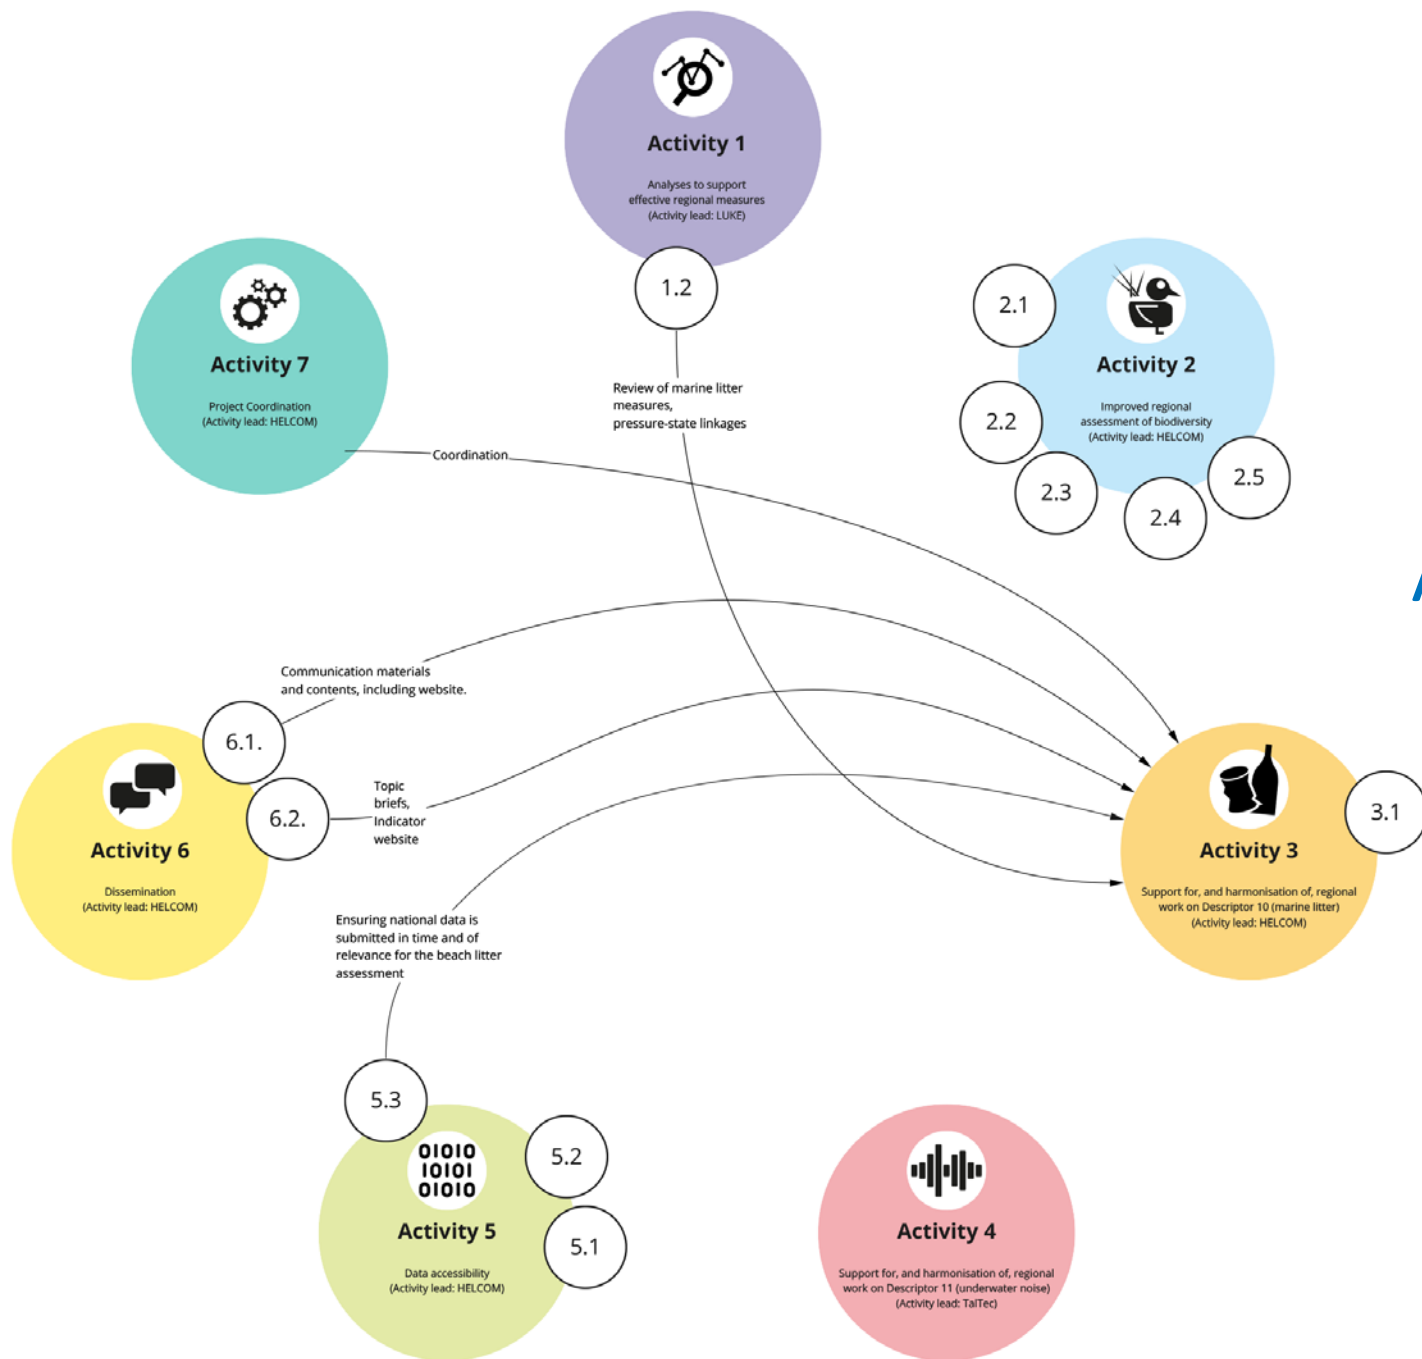 Activity 1
Analyses to support
effective regional measures
(Activity lead: LUKE)
1.2
Review of marine litter
measures,
pressure-state linkages
Activity 7
Project Coordination
(Activity lead: HELCOM)
Coordination
2.1
2.2
2.3
2.4
2.5
Activity 2
Improved regional
assessment of biodiversity
(Activity lead: HELCOM)
Communication materials
and contents, including website.
6.1.
6.2.
Topic
briefs,
Indicator
website
Activity 6
Dissemination
(Activity lead: HELCOM)
3.1
Activity 3
Support for, and harmonisation of, regional
work on Descriptor 10 (marine litter)
(Activity lead: HELCOM)
Ensuring national data is
submitted in time and of
relevance for the beach litter
assessment
5.3
5.2
5.1
01010
10101
01010
Activity 5
Data accessibility
(Activity lead: HELCOM)
Activity 4
Support for, and harmonisation of, regional
work on Descriptor 11 (underwater noise)
(Activity lead: TalTec)